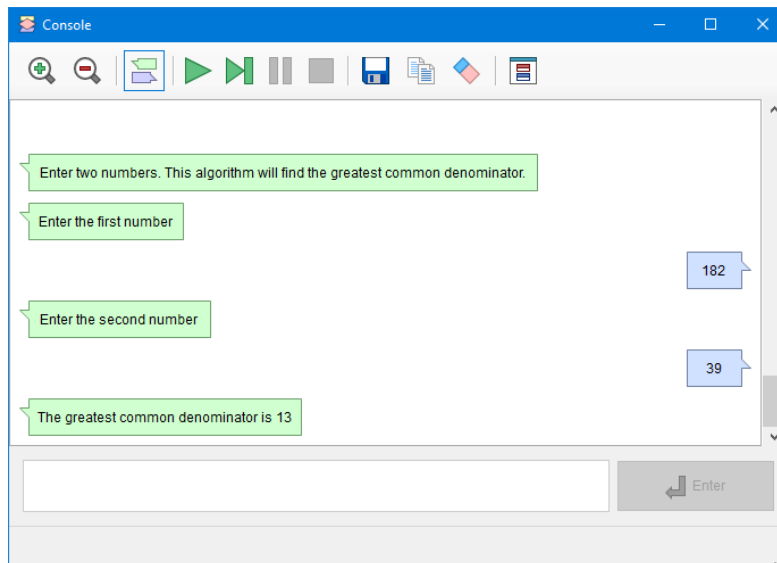 Console
Enter two numbers. This algorithm will find the greatest common denominator.
Enter the first number
182
Enter the second number
39
The greatest common denominator is 13
Enter